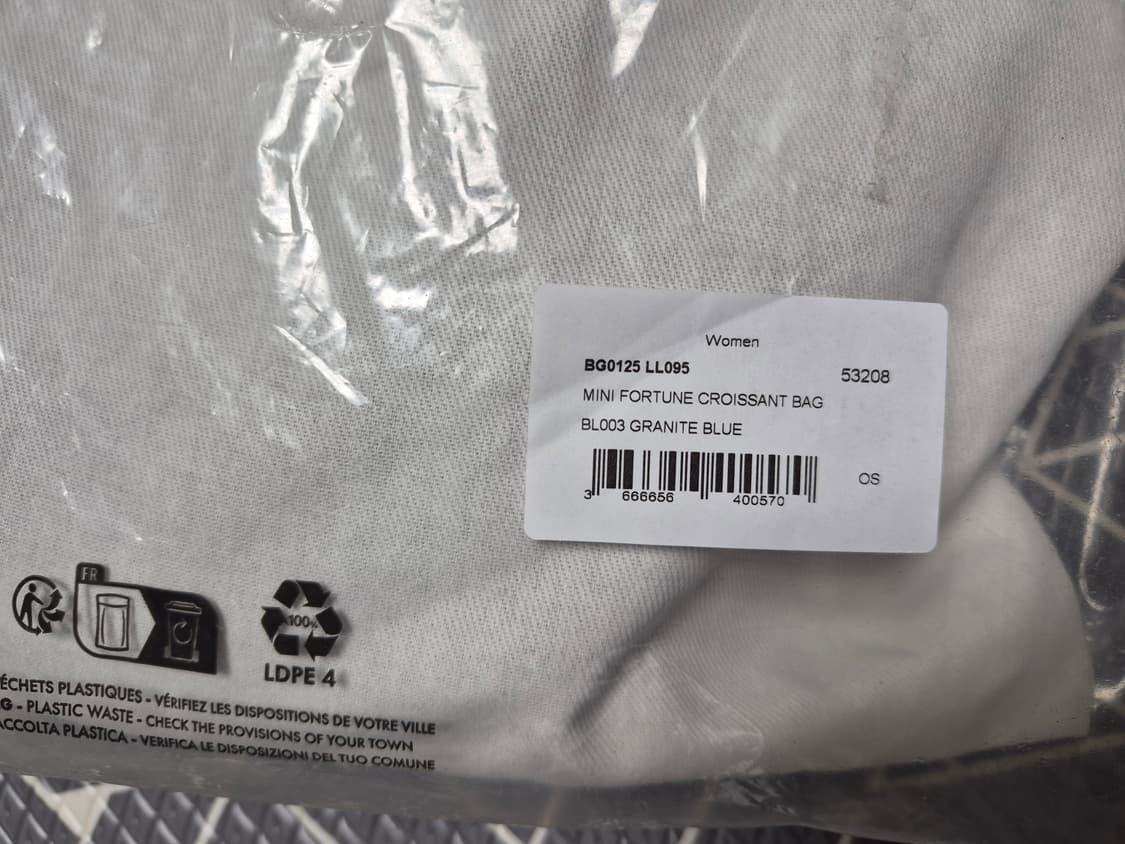 Women
BG0125 LL095
53208
MINI FORTUNE CROISSANT BAG
BL003 GRANITE BLUE
OS
3 666656 400570
FR
100%
LDPE 4
ÉCHETS PLASTIQUES - VÉRIFIEZ LES DISPOSITIONS DE VOTRE VILLE
G - PLASTIC WASTE - CHECK THE PROVISIONS OF YOUR TOWN
ACCOLTA PLASTICA - VERIFICA LE DISPOSIZIONI DEL TUO COMUNE